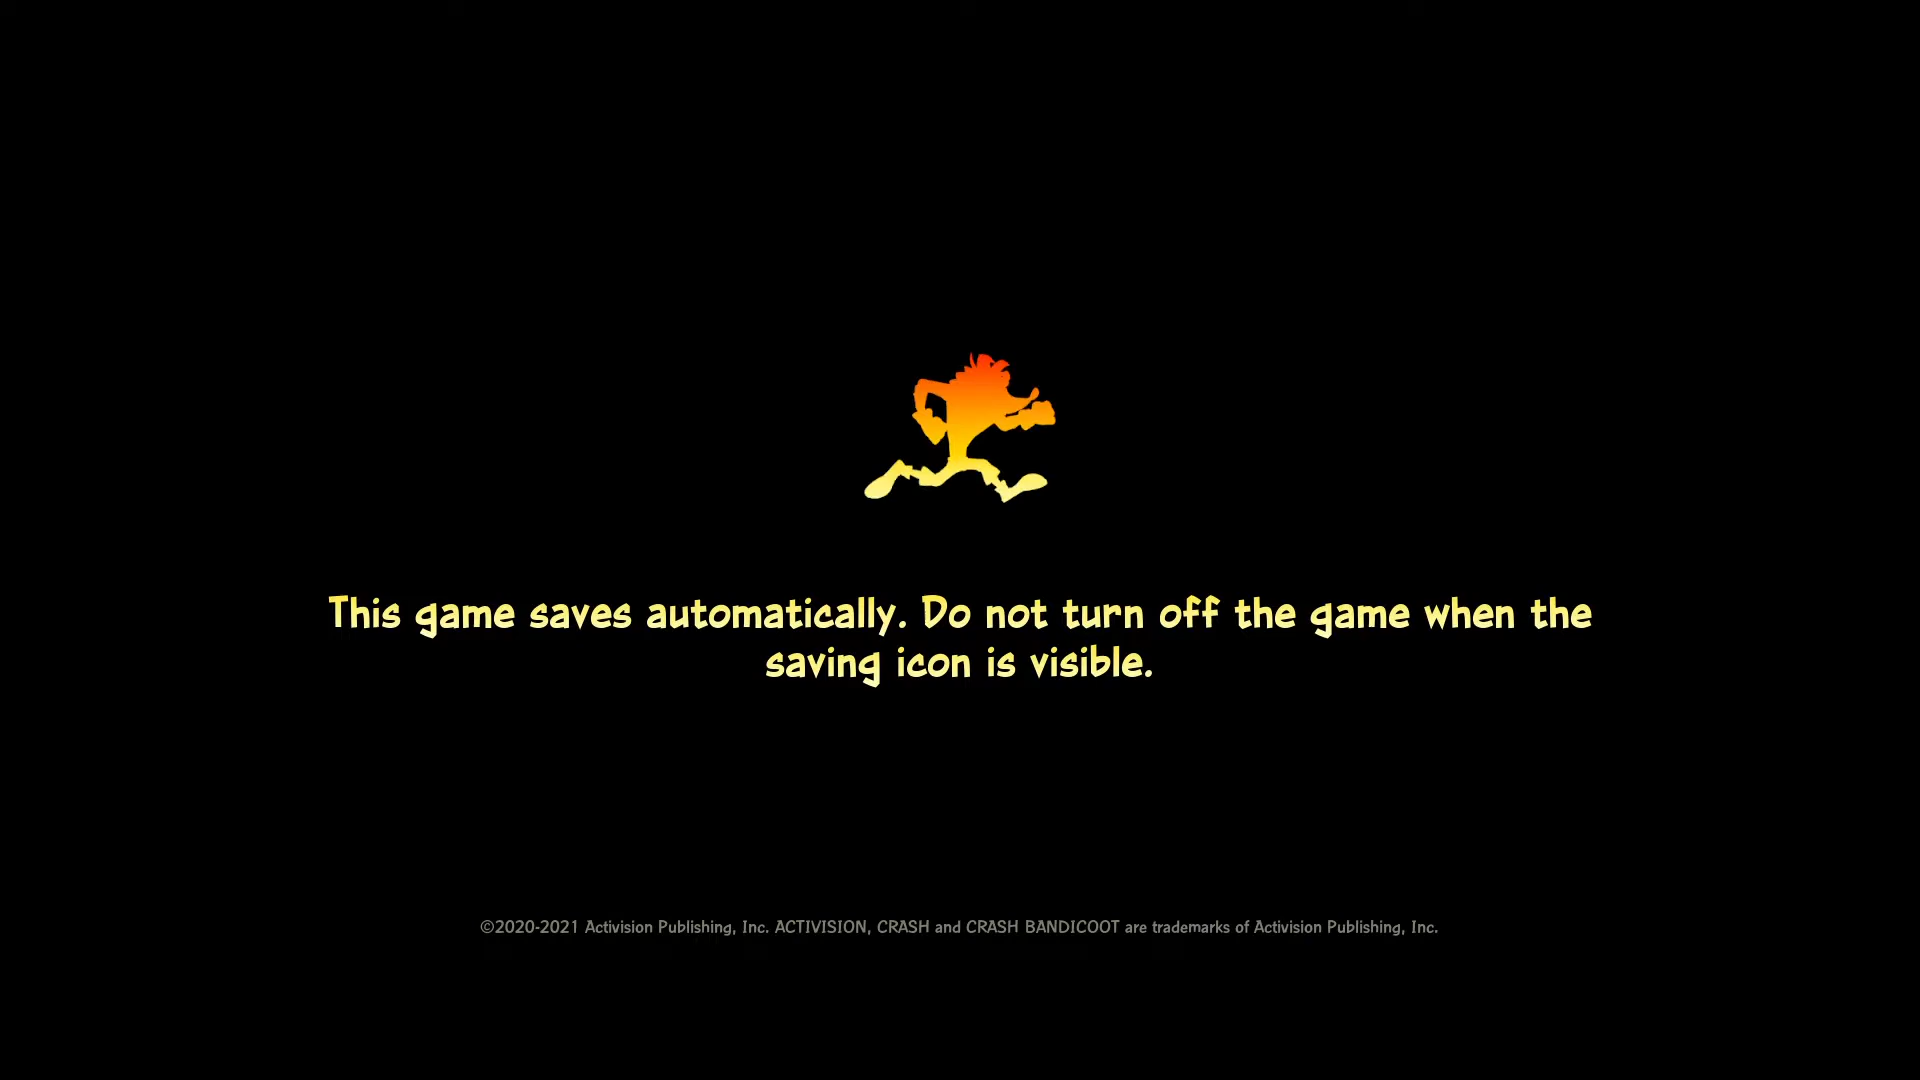 This game saves automatically. Do not turn off the game when the
saving icon is visible.
©2020-2021 Activision Publishing, Inc. ACTIVISION, CRASH and CRASH BANDICOOT are trademarks of Activision Publishing, Inc.